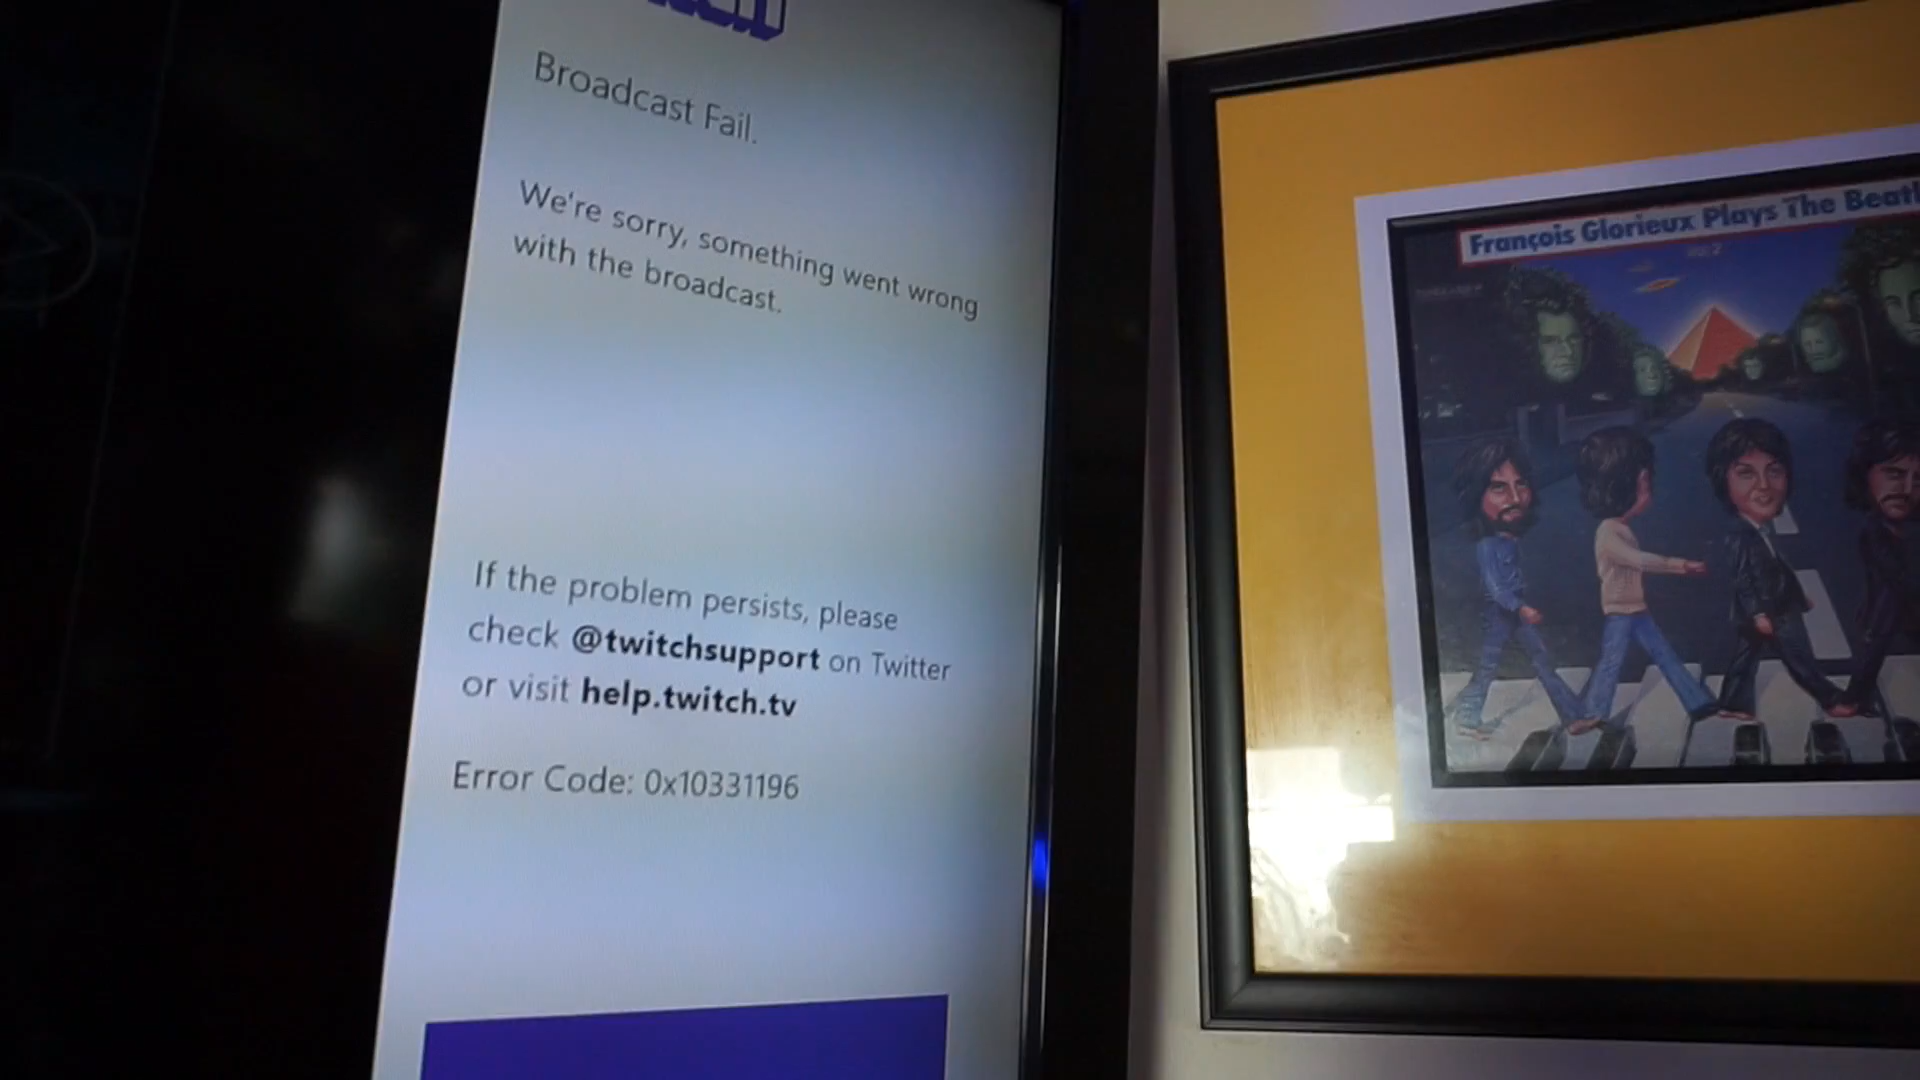 Broadcast Fail.
We're sorry, something went wrong
with the broadcast.
If the problem persists, please
check @twitchsupport on Twitter
or visit help.twitch.tv
Error Code: 0x10331196
François Glorieux Plays The Beatl